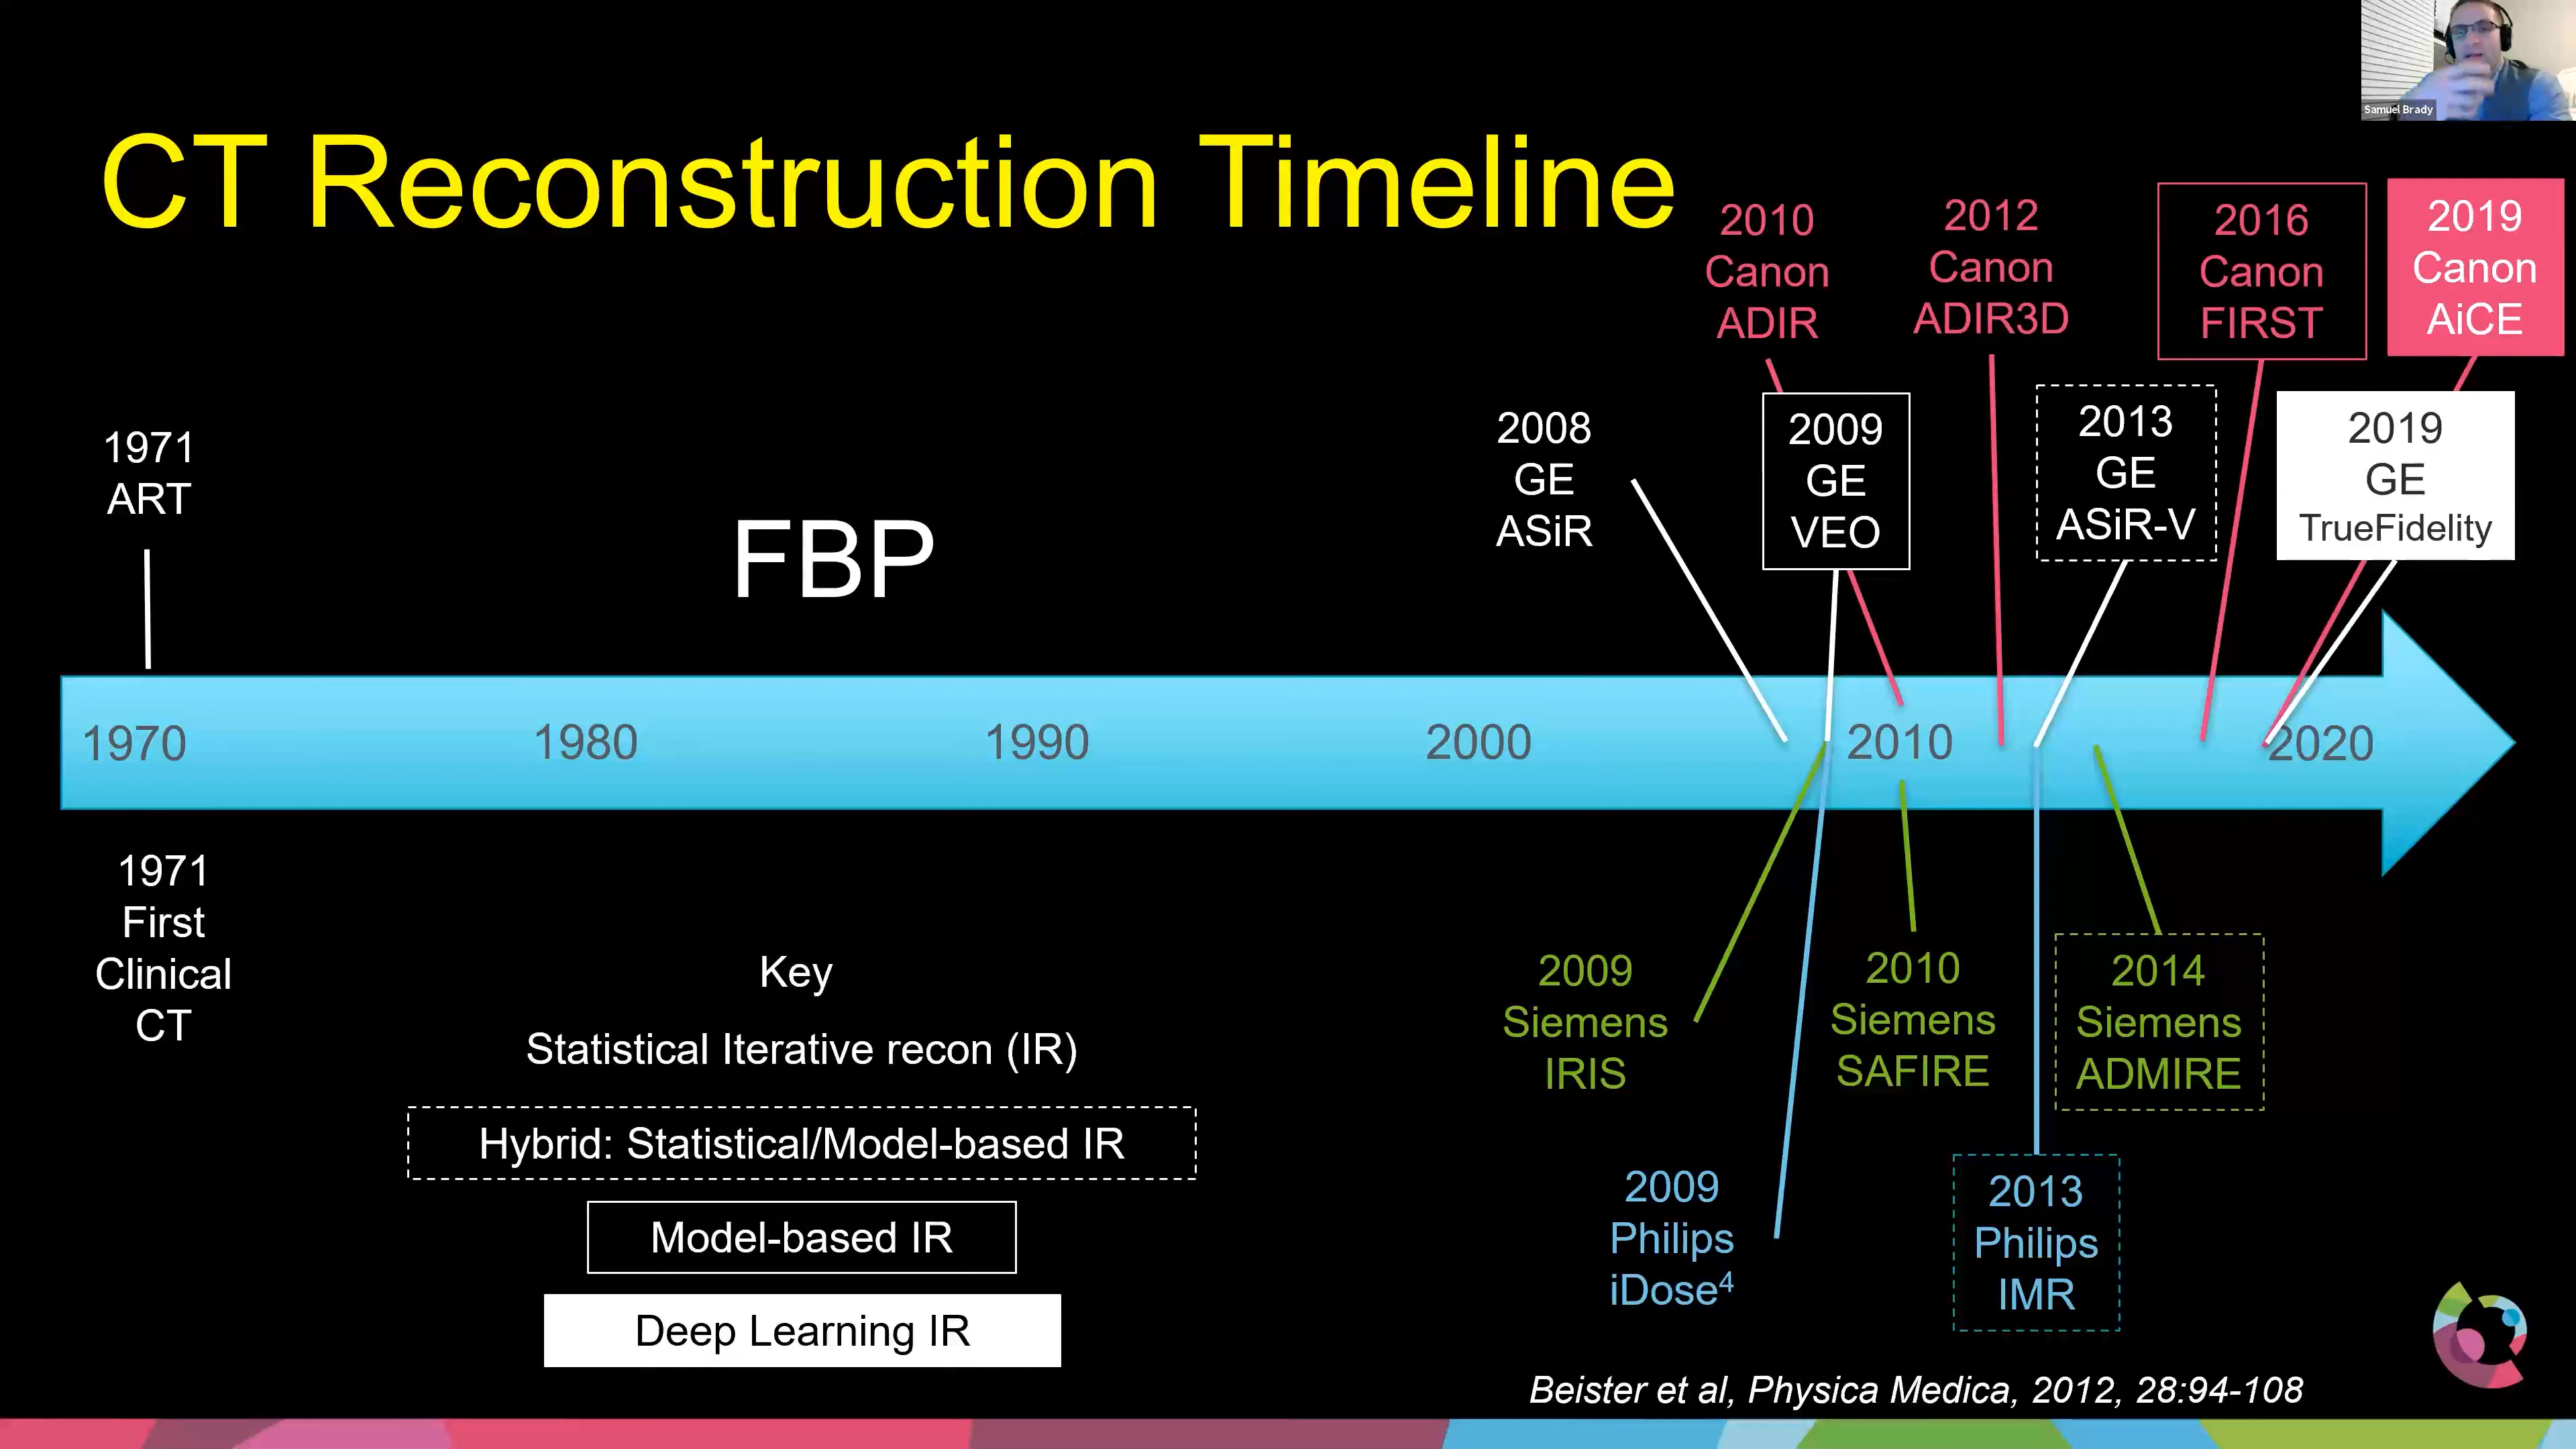 Samuel Brady
CT Reconstruction Timeline
2010
Canon
ADIR
2012
Canon
ADIR3D
2016
Canon
FIRST
2019
Canon
AiCE
1971
ART
FBP
2008
GE
ASiR
2009
GE
VEO
2013
GE
ASiR-V
2019
GE
TrueFidelity
1970 1980 1990 2000 2010 2020
1971
First
Clinical
CT
Key
Statistical Iterative recon (IR)
Hybrid: Statistical/Model-based IR
Model-based IR
Deep Learning IR
2009
Siemens
IRIS
2010
Siemens
SAFIRE
2014
Siemens
ADMIRE
2009
Philips
iDose⁴
2013
Philips
IMR
Beister et al, Physica Medica, 2012, 28:94-108